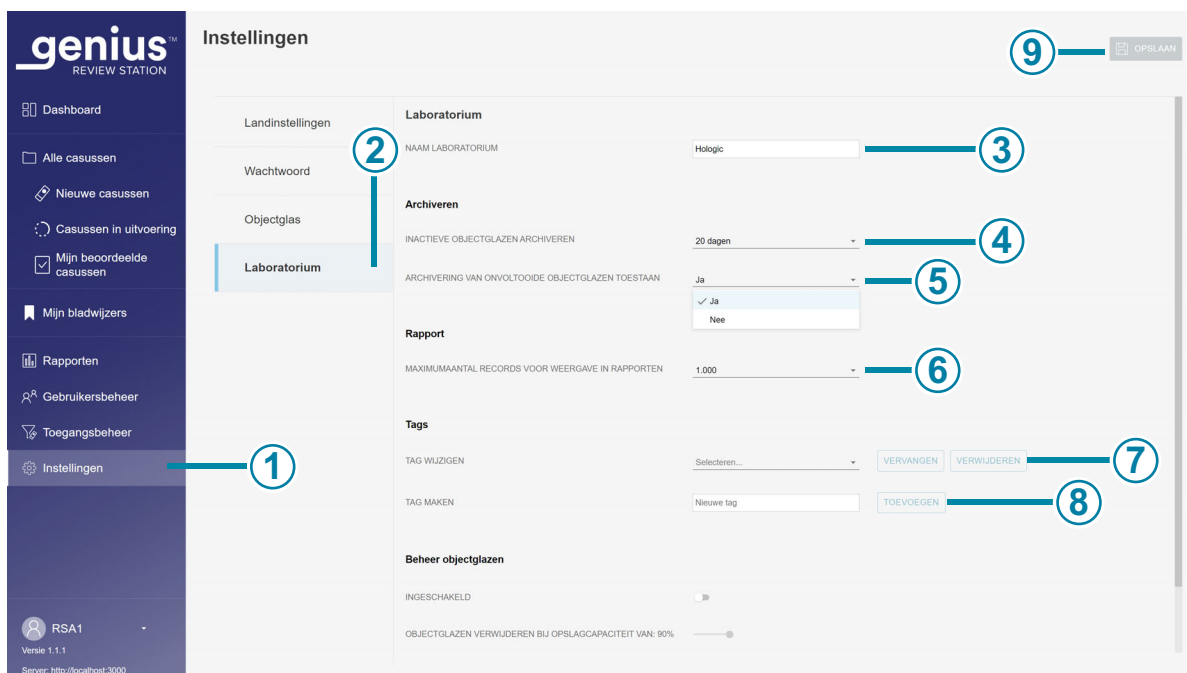 genius™
REVIEW STATION
Dashboard
Alle casussen
Nieuwe casussen
Casussen in uitvoering
Mijn beoordeelde
casussen
Mijn bladwijzers
Rapporten
Gebruikersbeheer
Toegangsbeheer
Instellingen
1
RSA1
Versie 1.1.1
Server: http://localhost:3000
Instellingen
9
OPSLAAN
Landinstellingen
Wachtwoord
Objectglas
Laboratorium
2
Laboratorium
NAAM LABORATORIUM
Hologic
3
Archiveren
INACTIEVE OBJECTGLAZEN ARCHIVEREN
20 dagen
4
ARCHIVERING VAN ONVOLTOOIDE OBJECTGLAZEN TOESTAAN
Ja
5
Ja
Nee
Rapport
MAXIMUMAANTAL RECORDS VOOR WEERGAVE IN RAPPORTEN
1.000
6
Tags
TAG WIJZIGEN
Selecteren...
VERVANGEN
VERWIJDEREN
7
TAG MAKEN
Nieuwe tag
TOEVOEGEN
8
Beheer objectglazen
INGESCHAKELD
OBJECTGLAZEN VERWIJDEREN BIJ OPSLAGCAPACITEIT VAN: 90%